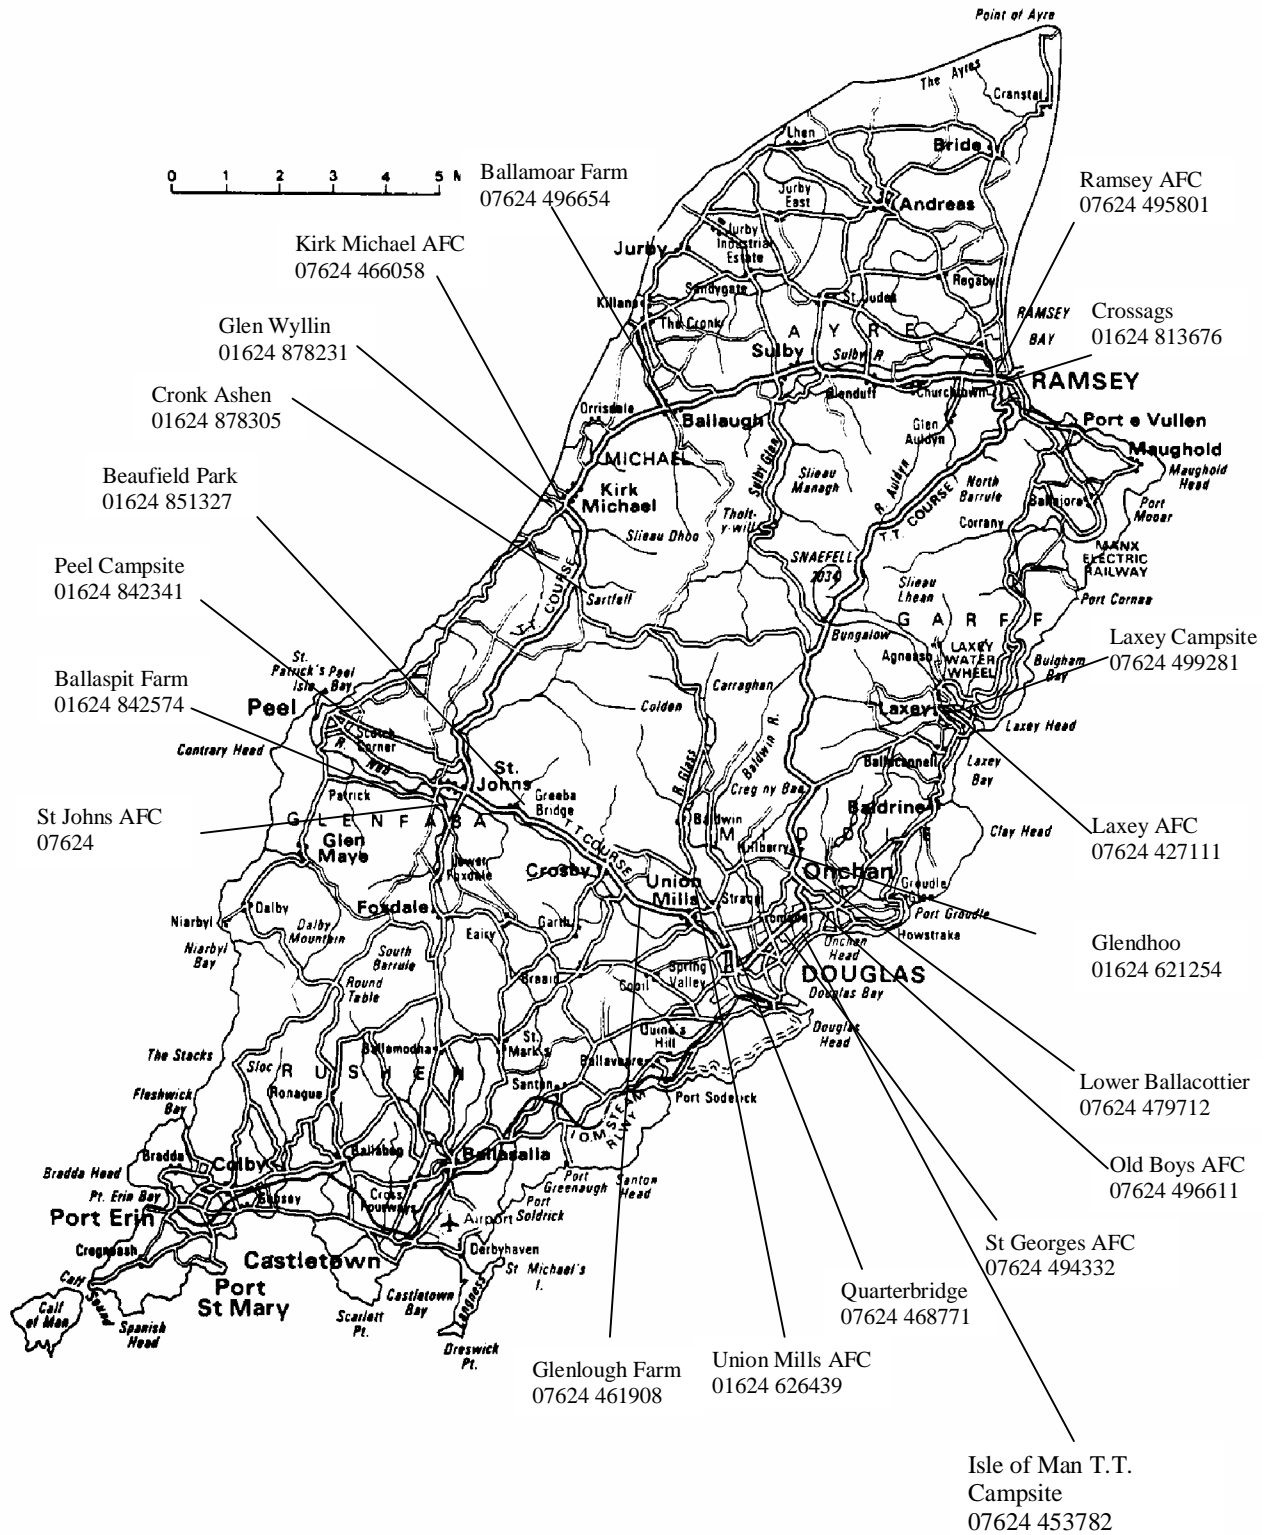 Point of Ayre
The Ayres
Cranstal
Lhen
Bride
0 1 2 3 4 5 M
Ballamoar Farm
07624 496654
Ramsey AFC
07624 495801
Jurby
East
Andreas
Kirk Michael AFC
07624 466058
Jurby
Jurby
Industrial
Estate
Sandygate
Regaby
Killane
St. Judes
The Cronk
RAMSEY
BAY
Crossags
01624 813676
Glen Wyllin
01624 878231
A Y R E
Sulby
Sulby R.
RAMSEY
Cronk Ashen
01624 878305
Glenduff
Churchtown
Orrisdale
Ballaugh
Glen
Auldyn
Port e Vullen
Maughold
Maughold
Head
MICHAEL
Sulby Glen
Slieau
Managh
R. Auldyn
North
Barrule
Beaufield Park
01624 851327
Kirk
Michael
Ballajora
Port
Mooar
T.T. COURSE
Corrany
Slieau Dhoo
Tholt-
y-will
MANX
ELECTRIC
RAILWAY
Peel Campsite
01624 842341
SNAEFELL
2034
Slieau
Lhean
T.T. COURSE
Sartfell
Port Cornaa
G A R F F
Bungalow
Agneash
LAXEY
WATER
WHEEL
Bulgham
Bay
Laxey Campsite
07624 499281
St.
Patrick's
Isle
Peel
Bay
Ballaspit Farm
01624 842574
Peel
Carraghan
Colden
Laxey
Laxey Head
Contrary Head
Scotch
Corner
R. Neb
Baldwin R.
R. Glass
Ballacannell
Laxey
Bay
St.
Johns
Patrick
Greeba
Bridge
Creg ny Baa
Baldrine
St Johns AFC
07624
G L E N F A B A
T T COURSE
Baldwin
M I D D L E
Clay Head
Laxey AFC
07624 427111
Glen
Maye
Lower
Foxdale
Crosby
Hillberry
Onchan
Union
Mills
Strang
Groudle
Glen
Port Groudle
Niarbyl
Dalby
Foxdale
Dalby
Mountain
Eairy
Garth
Howstrake
Onchan
Head
Niarbyl
Bay
South
Barrule
Glendhoo
01624 621254
Round
Table
Braaid
Spring
Valley
DOUGLAS
Douglas Bay
Douglas
Head
The Stacks
Sloc
Ballamodha
St.
Mark's
Quine's
Hill
Ballaveare
R U S H E N
Ronague
Santon
Port Soderick
Lower Ballacottier
07624 479712
Fleshwick
Bay
I.O.M STEAM
RLWY
Bradda
Colby
Ballabeg
Ballasalla
Bradda Head
Port
Greenaugh
Santon
Head
Old Boys AFC
07624 496611
Pt. Erin Bay
Cross
Fourways
Port
Soldrick
Port Erin
Airport
Cregneash
Castletown
Derbyhaven
St Georges AFC
07624 494332
Calf
Sound
Port
St Mary
St Michael's
I.
Calf
of Man
Castletown
Bay
Langness
Quarterbridge
07624 468771
Spanish
Head
Scarlett
Pt.
Dreswick
Pt.
Glenlough Farm
07624 461908
Union Mills AFC
01624 626439
Isle of Man T.T.
Campsite
07624 453782